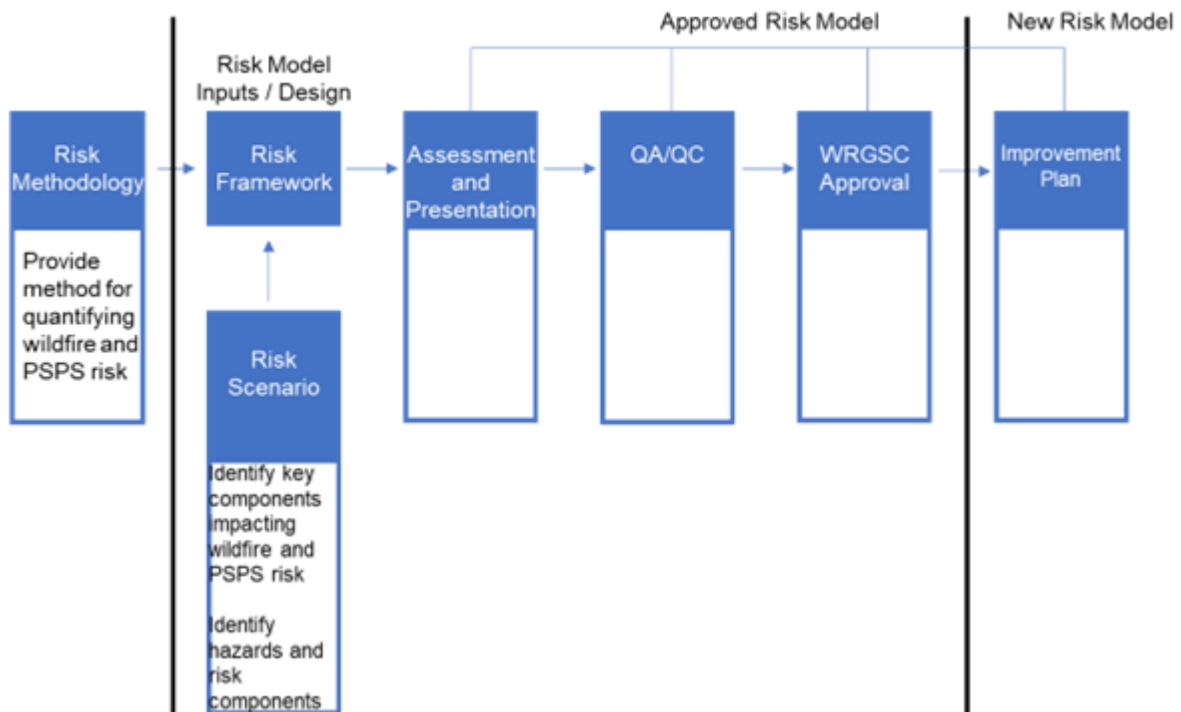 Approved Risk Model
New Risk Model
Risk Model
Inputs / Design
Risk
Methodology
Provide
method for
quantifying
wildfire and
PSPS risk
Risk
Framework
Risk
Scenario
Identify key
components
impacting
wildfire and
PSPS risk
Identify
hazards and
risk
components
Assessment
and
Presentation
QA/QC
WRGSC
Approval
Improvement
Plan